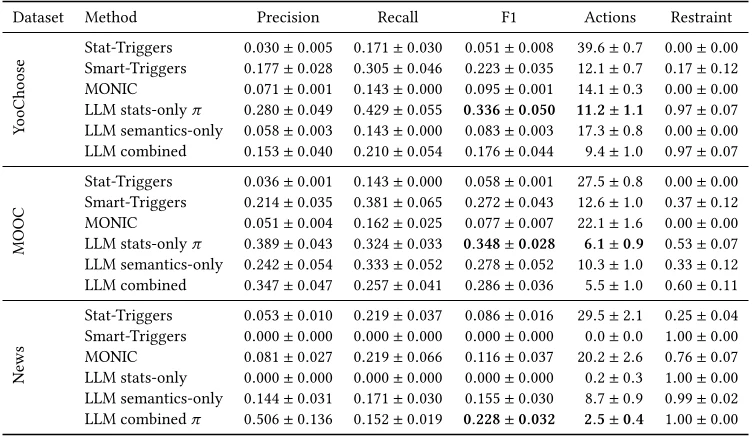 Dataset Method Precision Recall F1 Actions Restraint
YooChoose
Stat-Triggers 0.030 ± 0.005 0.171 ± 0.030 0.051 ± 0.008 39.6 ± 0.7 0.00 ± 0.00
Smart-Triggers 0.177 ± 0.028 0.305 ± 0.046 0.223 ± 0.035 12.1 ± 0.7 0.17 ± 0.12
MONIC 0.071 ± 0.001 0.143 ± 0.000 0.095 ± 0.001 14.1 ± 0.3 0.00 ± 0.00
LLM stats-only π 0.280 ± 0.049 0.429 ± 0.055 0.336 ± 0.050 11.2 ± 1.1 0.97 ± 0.07
LLM semantics-only 0.058 ± 0.003 0.143 ± 0.000 0.083 ± 0.003 17.3 ± 0.8 0.00 ± 0.00
LLM combined 0.153 ± 0.040 0.210 ± 0.054 0.176 ± 0.044 9.4 ± 1.0 0.97 ± 0.07
MOOC
Stat-Triggers 0.036 ± 0.001 0.143 ± 0.000 0.058 ± 0.001 27.5 ± 0.8 0.00 ± 0.00
Smart-Triggers 0.214 ± 0.035 0.381 ± 0.065 0.272 ± 0.043 12.6 ± 1.0 0.37 ± 0.12
MONIC 0.051 ± 0.004 0.162 ± 0.025 0.077 ± 0.007 22.1 ± 1.6 0.00 ± 0.00
LLM stats-only π 0.389 ± 0.043 0.324 ± 0.033 0.348 ± 0.028 6.1 ± 0.9 0.53 ± 0.07
LLM semantics-only 0.242 ± 0.054 0.333 ± 0.052 0.278 ± 0.052 10.3 ± 1.0 0.33 ± 0.12
LLM combined 0.347 ± 0.047 0.257 ± 0.041 0.286 ± 0.036 5.5 ± 1.0 0.60 ± 0.11
News
Stat-Triggers 0.053 ± 0.010 0.219 ± 0.037 0.086 ± 0.016 29.5 ± 2.1 0.25 ± 0.04
Smart-Triggers 0.000 ± 0.000 0.000 ± 0.000 0.000 ± 0.000 0.0 ± 0.0 1.00 ± 0.00
MONIC 0.081 ± 0.027 0.219 ± 0.066 0.116 ± 0.037 20.2 ± 2.6 0.76 ± 0.07
LLM stats-only 0.000 ± 0.000 0.000 ± 0.000 0.000 ± 0.000 0.2 ± 0.3 1.00 ± 0.00
LLM semantics-only 0.144 ± 0.031 0.171 ± 0.030 0.155 ± 0.030 8.7 ± 0.9 0.99 ± 0.02
LLM combined π 0.506 ± 0.136 0.152 ± 0.019 0.228 ± 0.032 2.5 ± 0.4 1.00 ± 0.00